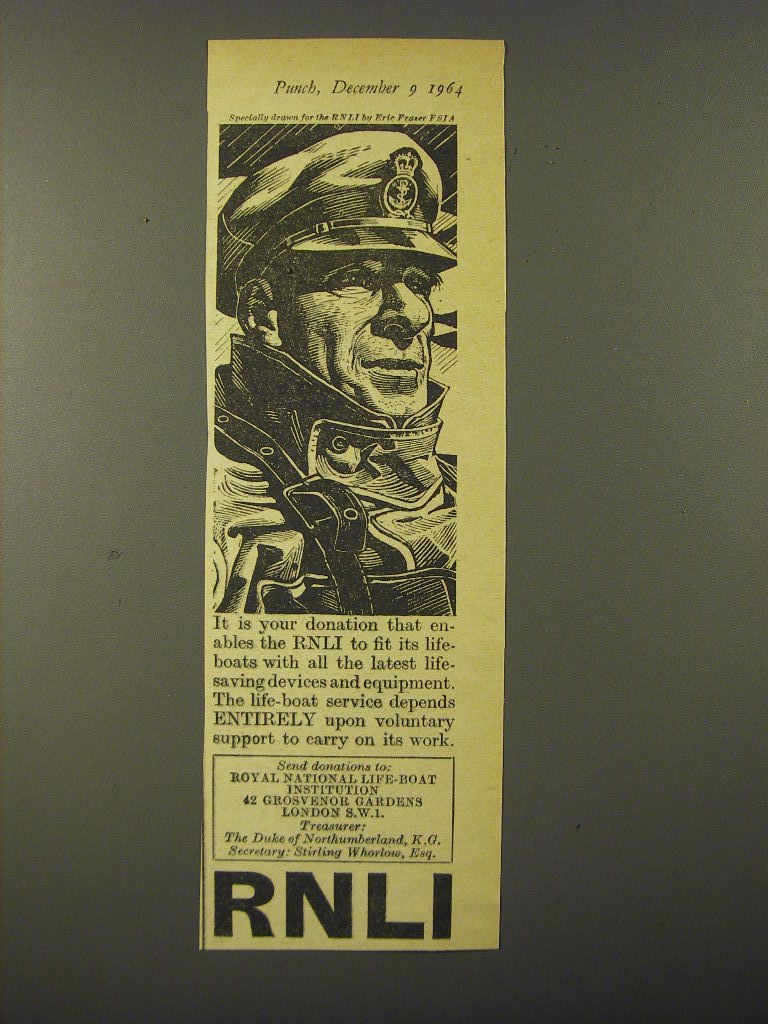 Punch, December 9 1964
Specially drawn for the RNLI by Eric Fraser FSIA
It is your donation that en-
ables the RNLI to fit its life-
boats with all the latest life-
saving devices and equipment.
The life-boat service depends
ENTIRELY upon voluntary
support to carry on its work.
Send donations to:
ROYAL NATIONAL LIFE-BOAT
INSTITUTION
42 GROSVENOR GARDENS
LONDON S.W.1.
Treasurer:
The Duke of Northumberland, K.G.
Secretary: Stirling Whorlow, Esq.
RNLI